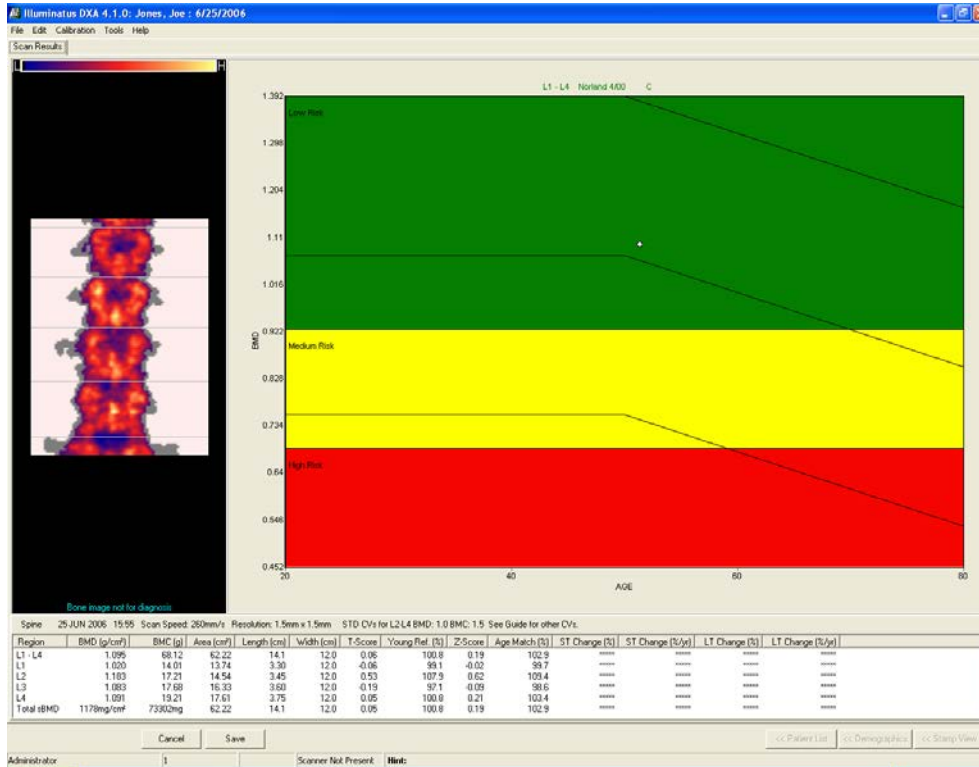 Illuminatus DXA 4.1.0: Jones, Joe : 6/25/2006
File Edit Calibration Tools Help
Scan Results
L H
L1 - L4 Norland 4/00 C
1.392
Low Risk
1.298
1.204
1.11
1.016
0.922
BMD
Medium Risk
0.828
0.734
0.64
High Risk
0.546
0.452
20 40 60 80
AGE
Bone image not for diagnosis
Spine 25 JUN 2006 15:55 Scan Speed: 260mm/s Resolution: 1.5mm x 1.5mm STD CVs for L2-L4 BMD: 1.0 BMC: 1.5 See Guide for other CVs.
Region BMD (g/cm²) BMC (g) Area (cm²) Length (cm) Width (cm) T-Score Young Ref. (%) Z-Score Age Match (%) ST Change (%) ST Change (%/yr) LT Change (%) LT Change (%/yr)
L1 - L4 1.095 68.12 62.22 14.1 12.0 0.06 100.8 0.19 102.9 ***** ***** ***** *****
L1 1.020 14.01 13.74 3.30 12.0 -0.06 99.1 -0.02 99.7 ***** ***** ***** *****
L2 1.183 17.21 14.54 3.45 12.0 0.53 107.9 0.62 109.4 ***** ***** ***** *****
L3 1.083 17.68 16.33 3.60 12.0 -0.19 97.1 -0.09 98.6 ***** ***** ***** *****
L4 1.091 19.21 17.61 3.75 12.0 0.05 100.8 0.21 103.4 ***** ***** ***** *****
Total sBMD 1178mg/cm² 73302mg 62.22 14.1 12.0 0.05 100.8 0.19 102.9 ***** ***** ***** *****
Cancel Save << Patient List << Demographics << Stamp View
Administrator 1 Scanner Not Present Hint: